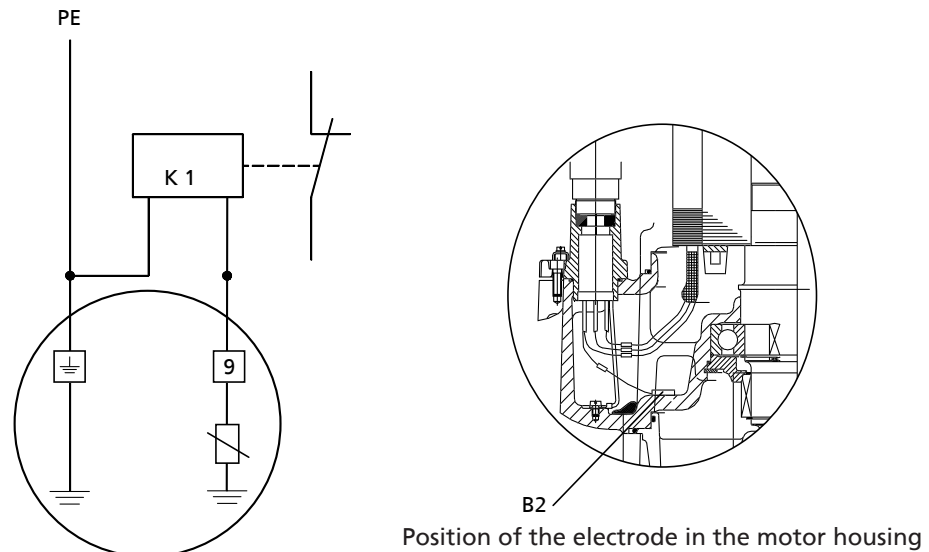 PE
K 1
9
B2
Position of the electrode in the motor housing